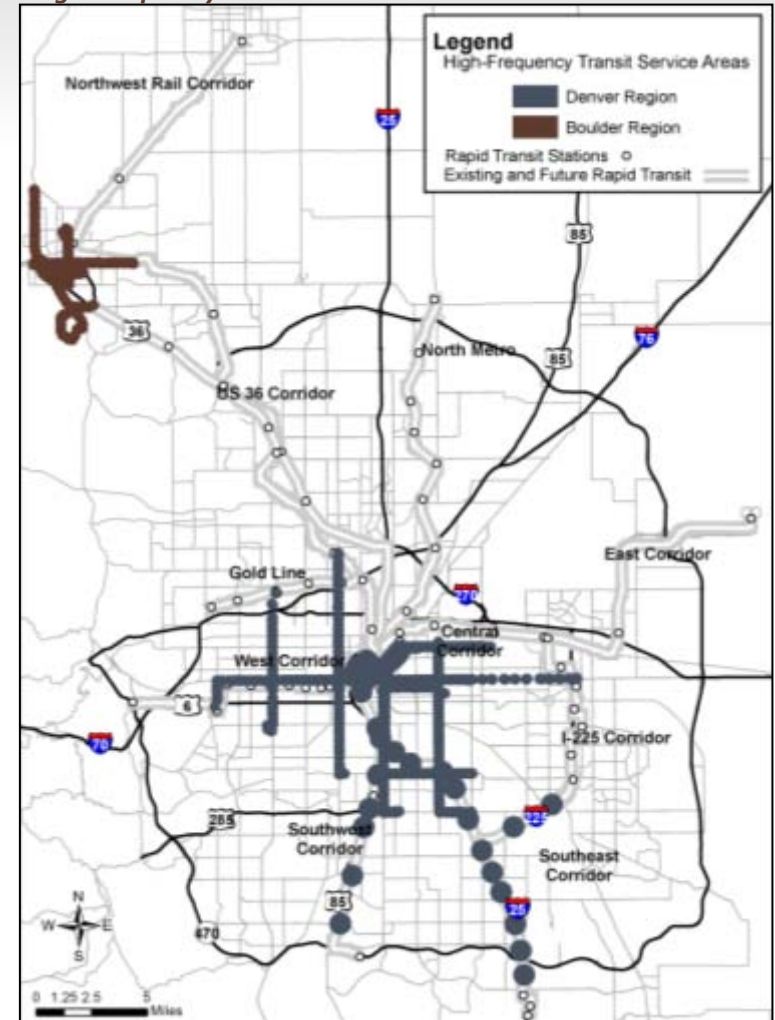 Legend
High-Frequency Transit Service Areas
Denver Region
Boulder Region
Rapid Transit Stations
Existing and Future Rapid Transit
Northwest Rail Corridor
25
85
76
36
North Metro
85
US 36 Corridor
East Corridor
Gold Line
270
Central
Corridor
West Corridor
6
70
I-225 Corridor
285
225
Southwest
Corridor
Southeast
Corridor
85
25
470
N
W
E
S
0 1.25 2.5 5
Miles